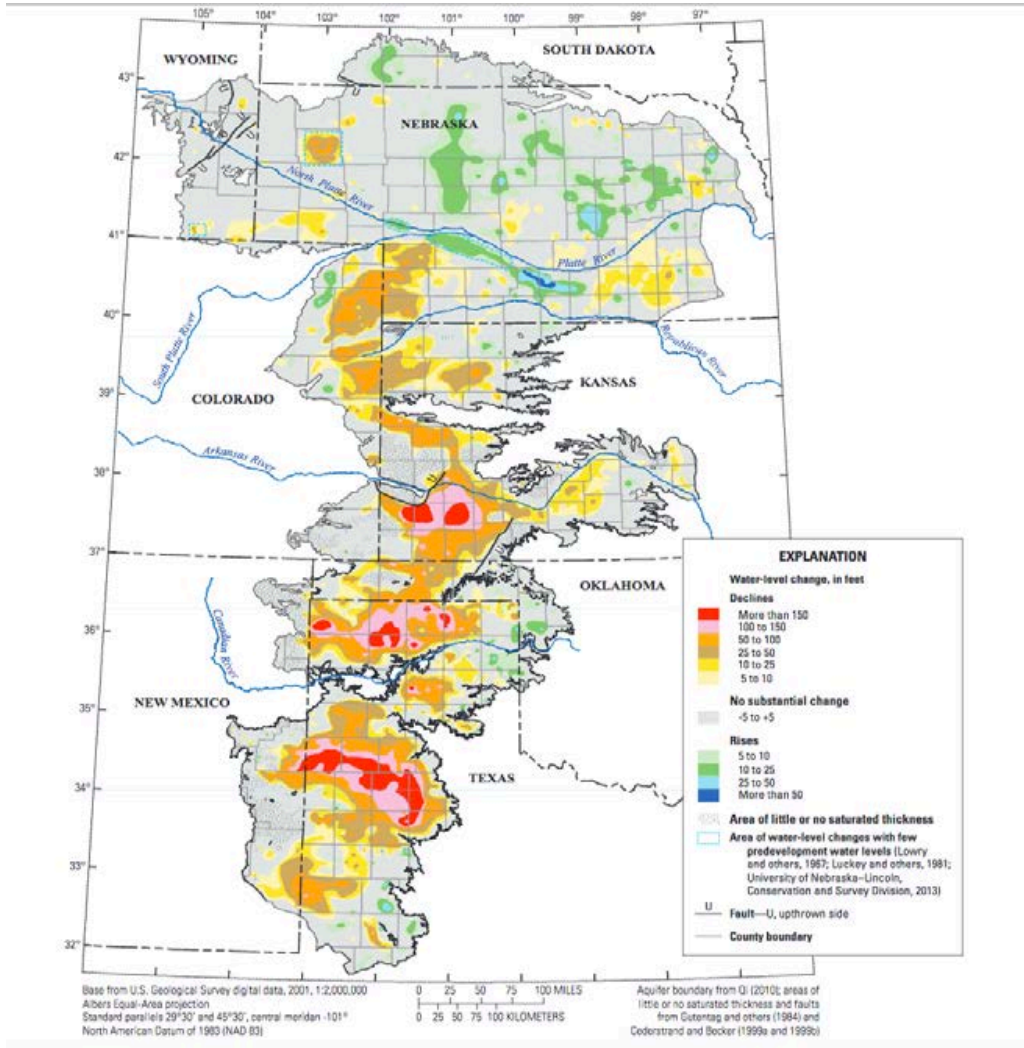 105°
104°
103°
102°
101°
100°
99°
98°
97°
WYOMING
SOUTH DAKOTA
43°
NEBRASKA
42°
North Platte River
41°
Platte River
40°
South Platte River
Republican River
KANSAS
39°
COLORADO
Arkansas River
38°
U
37°
U
OKLAHOMA
36°
Canadian River
35°
NEW MEXICO
TEXAS
34°
33°
32°
EXPLANATION
Water-level change, in feet
Declines
More than 150
100 to 150
50 to 100
25 to 50
10 to 25
5 to 10
No substantial change
-5 to +5
Rises
5 to 10
10 to 25
25 to 50
More than 50
Area of little or no saturated thickness
Area of water-level changes with few
predevelopment water levels (Lowry
and others, 1967; Luckey and others, 1981;
University of Nebraska–Lincoln,
Conservation and Survey Division, 2013)
U
Fault—U, upthrown side
County boundary
Base from U.S. Geological Survey digital data, 2001, 1:2,000,000
Albers Equal-Area projection
Standard parallels 29°30' and 45°30', central meridian -101°
North American Datum of 1983 (NAD 83)
0 25 50 75 100 MILES
0 25 50 75 100 KILOMETERS
Aquifer boundary from Qi (2010); areas of
little or no saturated thickness and faults
from Gutentag and others (1984) and
Cederstrand and Becker (1999a and 1999b)